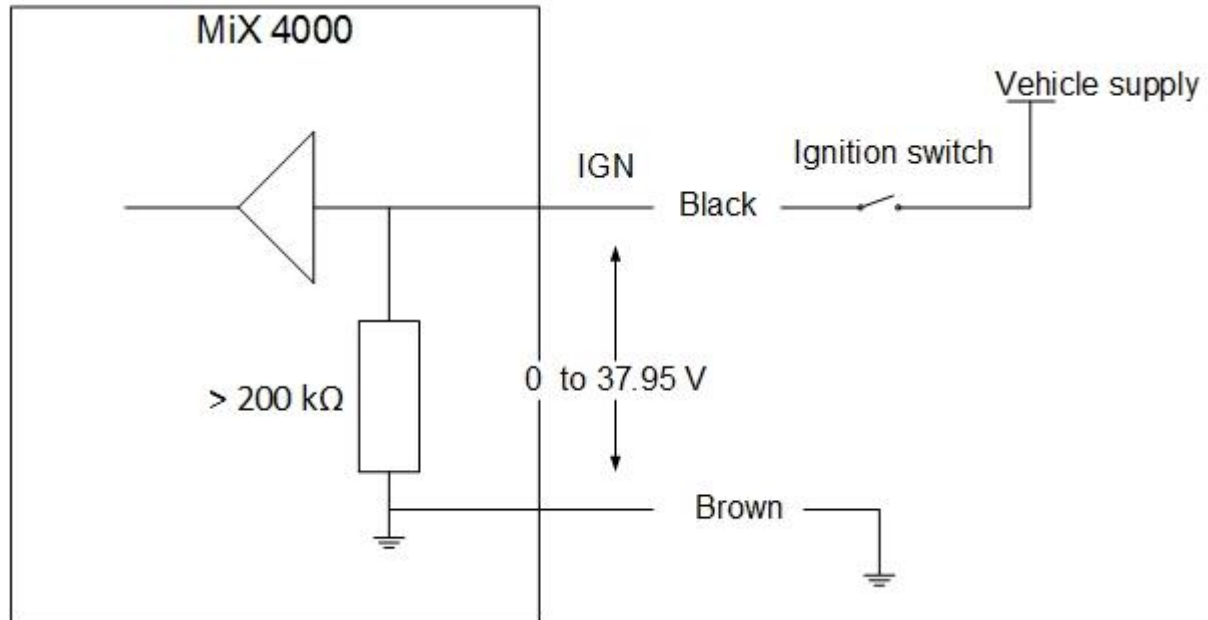 MiX 4000
Vehicle supply
Ignition switch
IGN
Black
0 to 37.95 V
> 200 kΩ
Brown